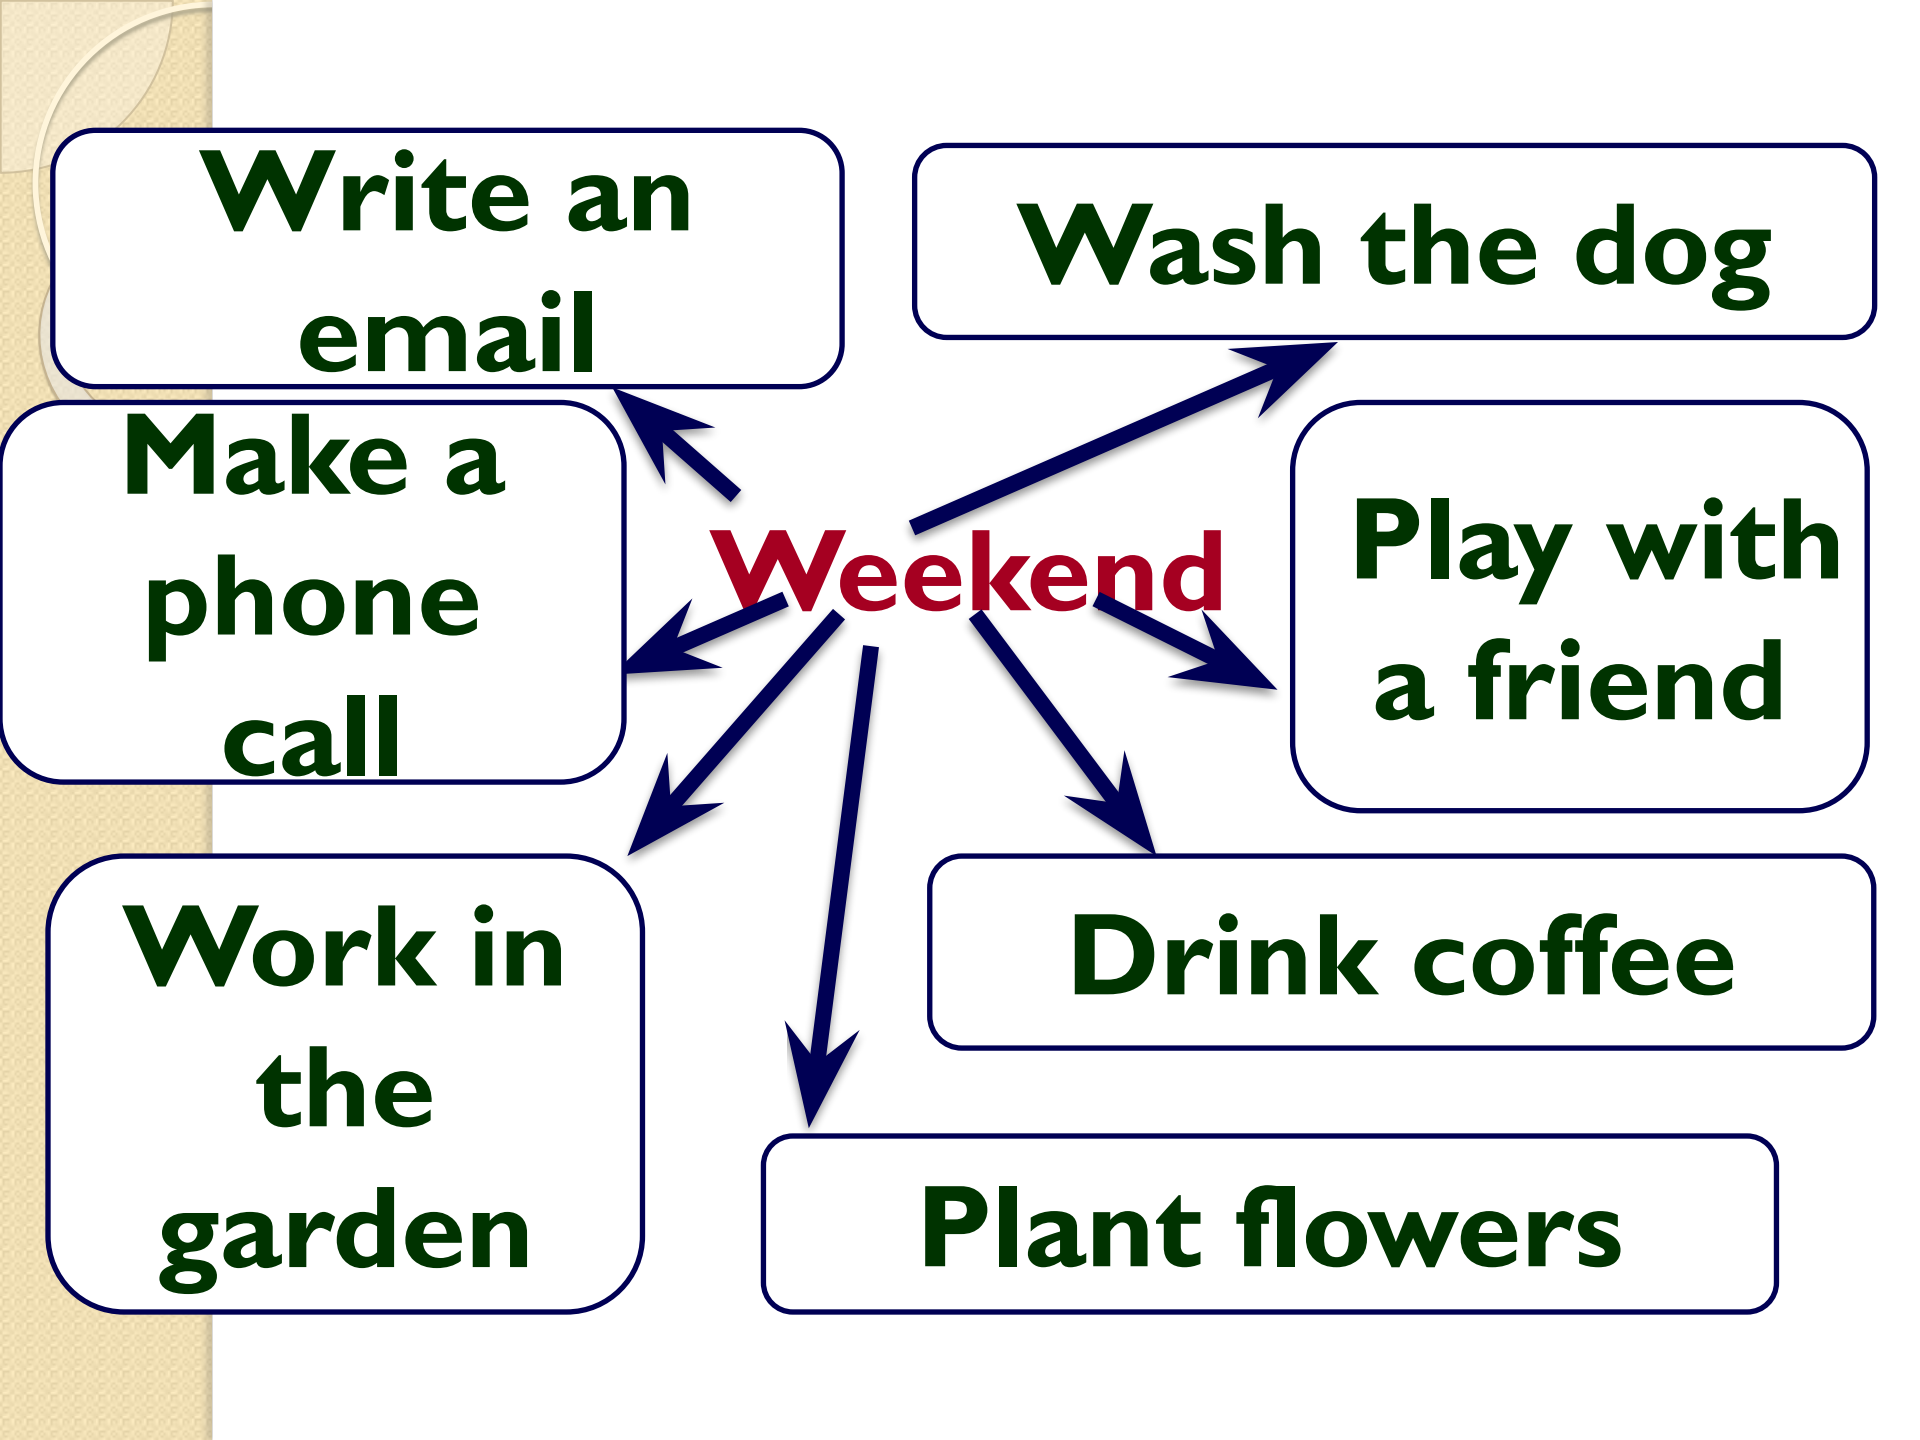 Write an
email
Wash the dog
Make a
phone
call
Weekend
Play with
a friend
Work in
the
garden
Drink coffee
Plant flowers